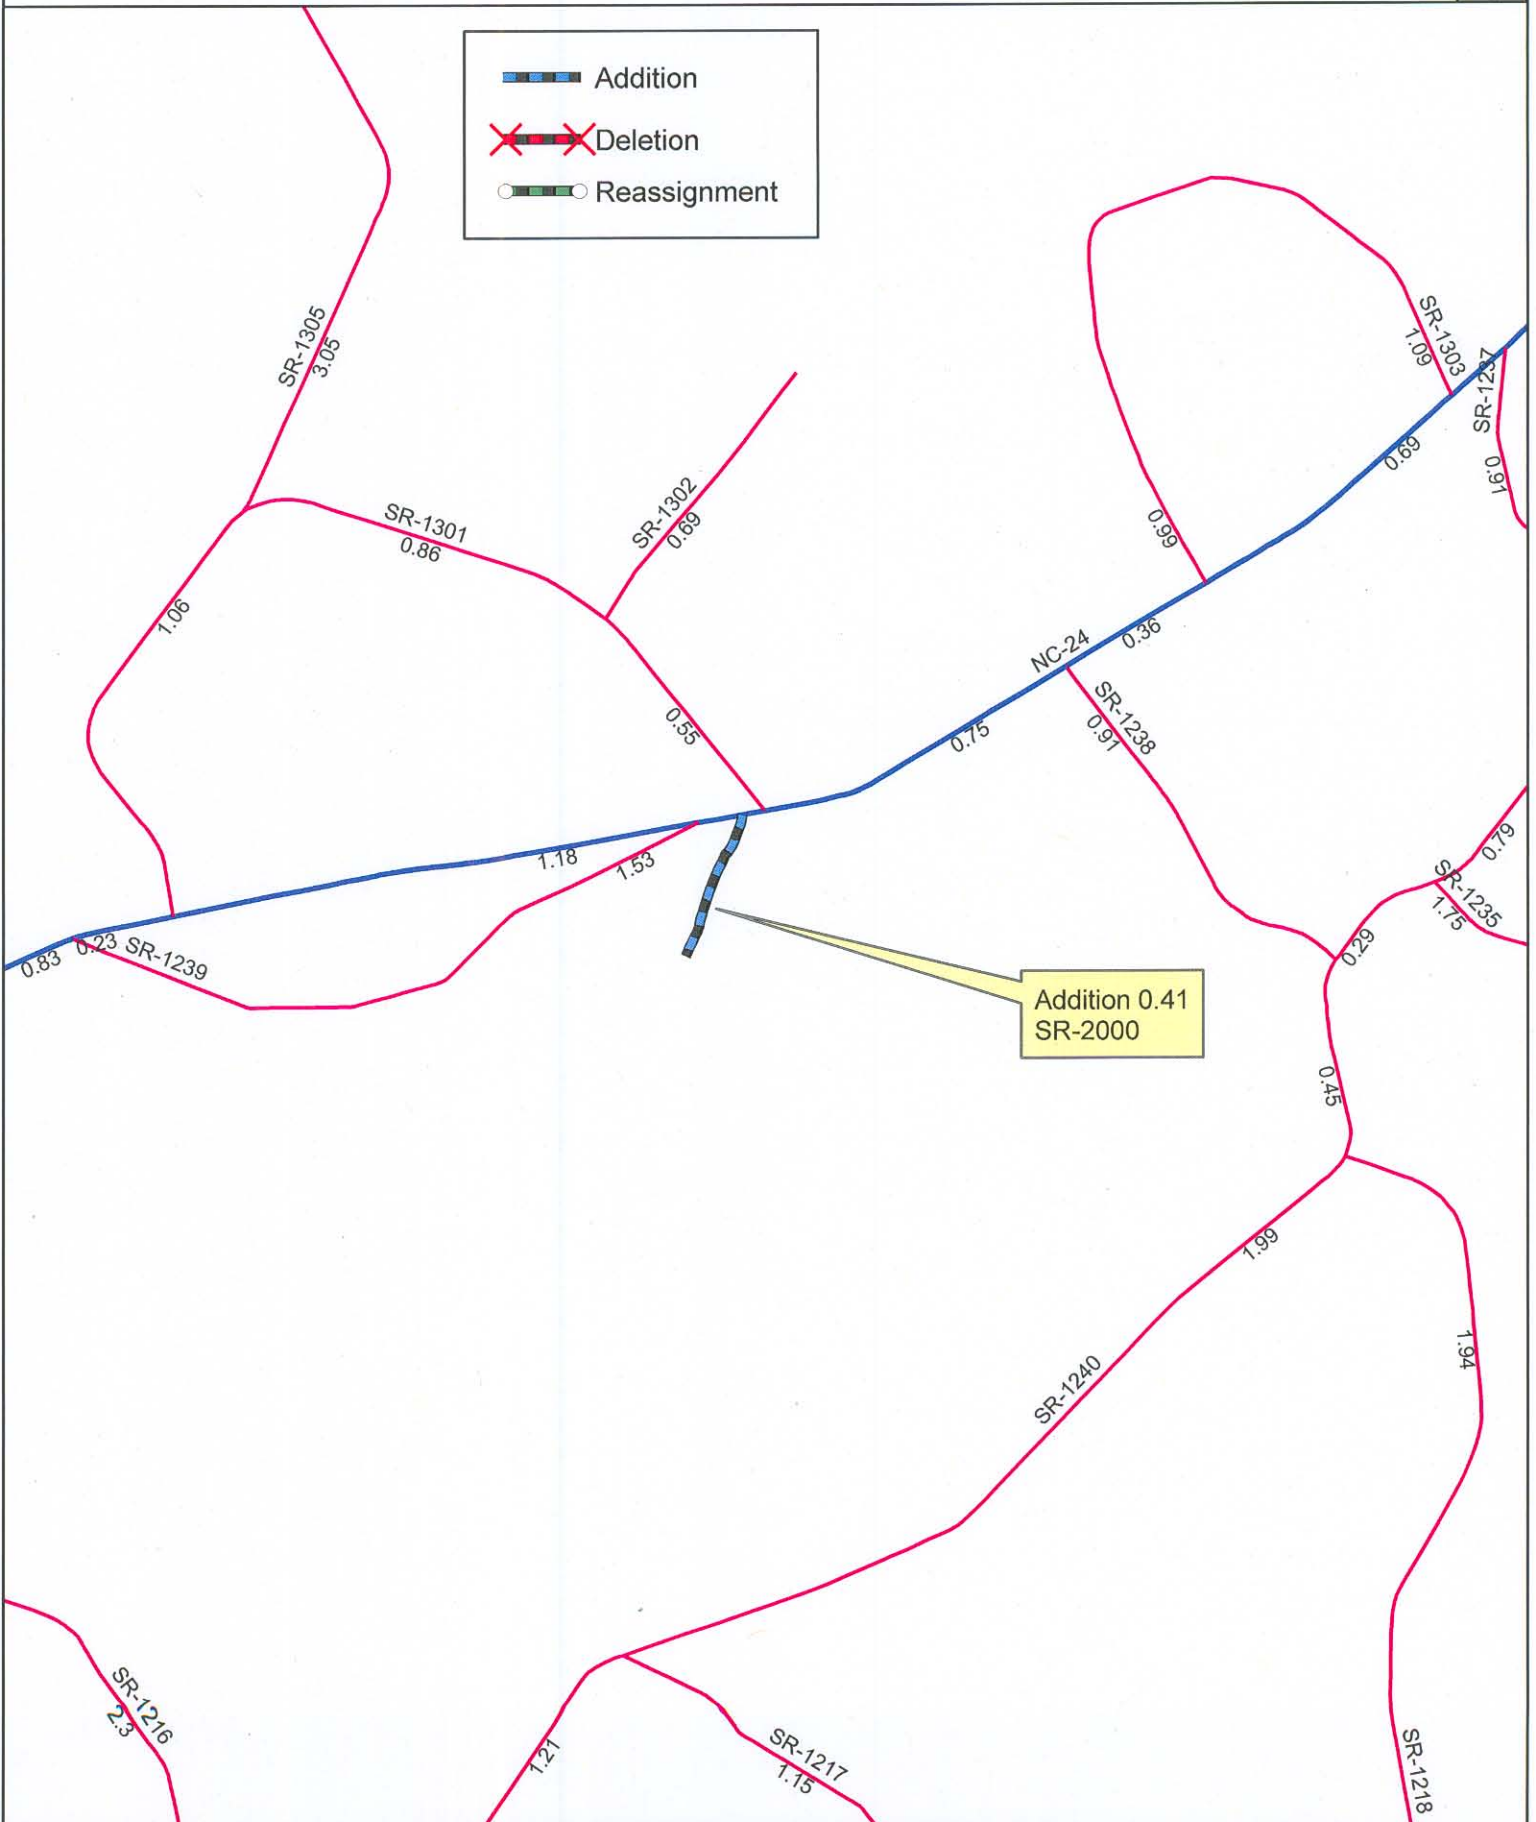 Addition
Deletion
Reassignment
SR-1305
3.05
SR-1303
1.09
SR-1237
0.91
0.69
SR-1302
0.69
SR-1301
0.86
0.99
1.06
0.36
NC-24
0.75
SR-1238
0.91
0.55
0.79
SR-1235
1.75
1.18
1.53
0.29
0.83
0.23
SR-1239
Addition 0.41
SR-2000
0.45
1.99
1.94
SR-1240
SR-1216
2.3
1.21
SR-1217
1.15
SR-1218